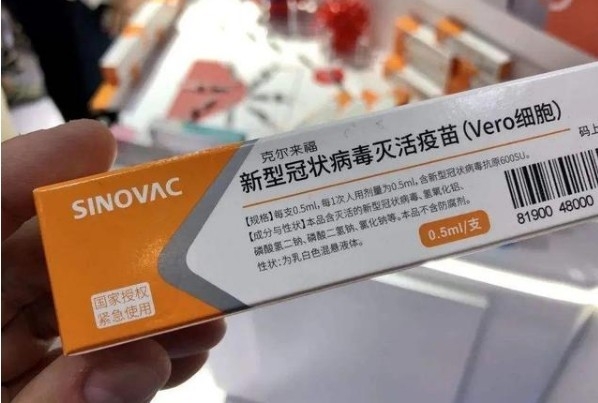 SINOVAC
国家授权
紧急使用
克尔来福
新型冠状病毒灭活疫苗(Vero细胞)
【规格】每支0.5ml，每1次人用剂量为0.5ml，含新型冠状病毒抗原600SU。
【成分与性状】本品含灭活的新型冠状病毒、氢氧化铝、
磷酸氢二钠、磷酸二氢钠、氯化钠等。本品不含防腐剂。
性状：为乳白色混悬液体。
0.5ml/支
码上
81900 48000